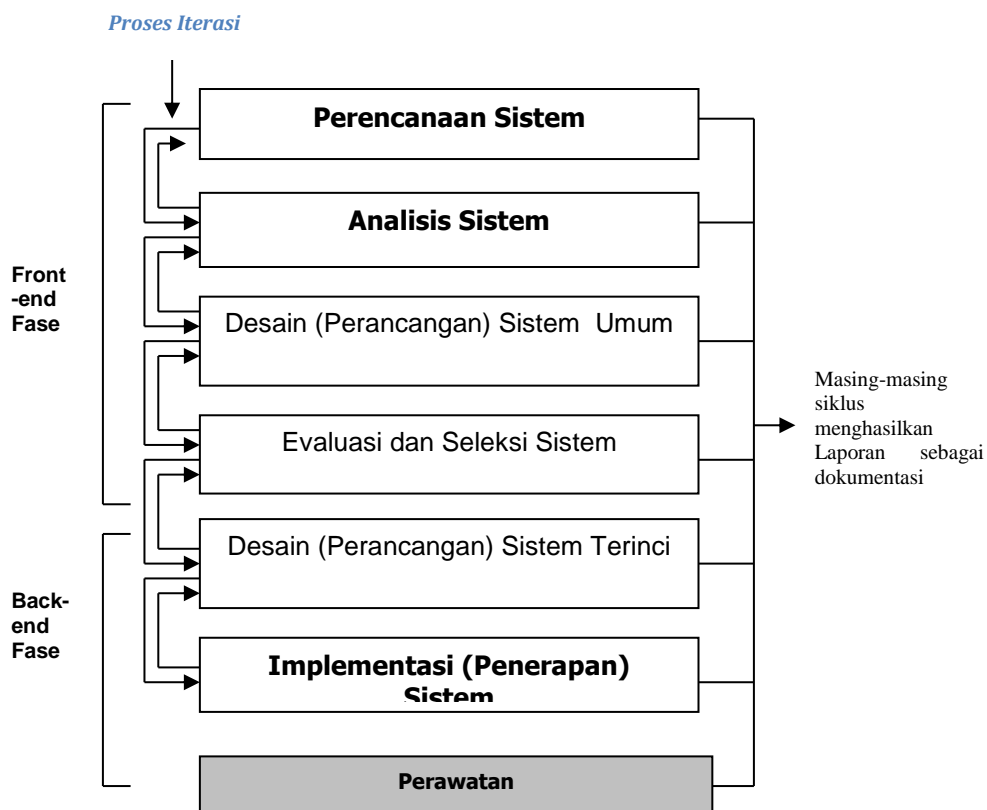 Proses Iterasi
Perencanaan Sistem
Analisis Sistem
Front
-end
Fase
Desain (Perancangan) Sistem Umum
Masing-masing
siklus
menghasilkan
Laporan sebagai
dokumentasi
Evaluasi dan Seleksi Sistem
Desain (Perancangan) Sistem Terinci
Back-
end
Fase
Implementasi (Penerapan)
Sistem
Perawatan